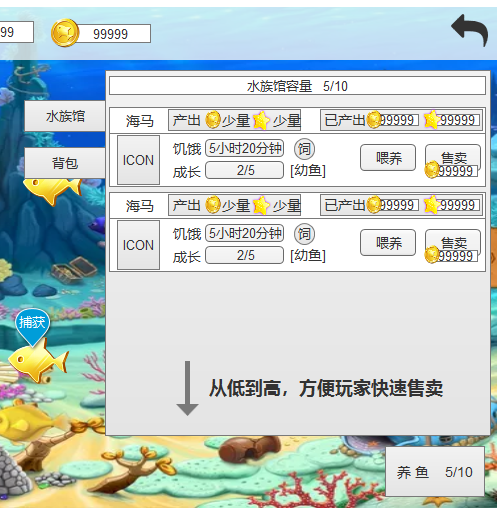 99 99999
水族馆容量 5/10
水族馆
背包
海马 产出 少量 少量 已产出 99999 99999
ICON
饥饿 5小时20分钟 饲
成长 2/5 [幼鱼]
喂养 售卖
99999
海马 产出 少量 少量 已产出 99999 99999
ICON
饥饿 5小时20分钟 饲
成长 2/5 [幼鱼]
喂养 售卖
99999
捕获
从低到高，方便玩家快速售卖
养 鱼 5/10